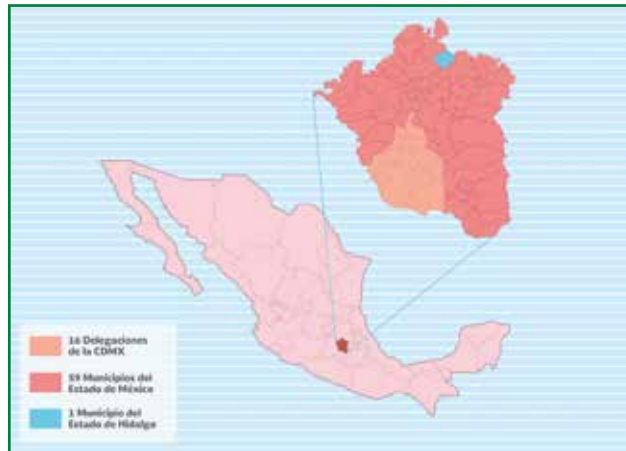 16 Delegaciones
de la CDMX
59 Municipios del
Estado de México
1 Municipio del
Estado de Hidalgo